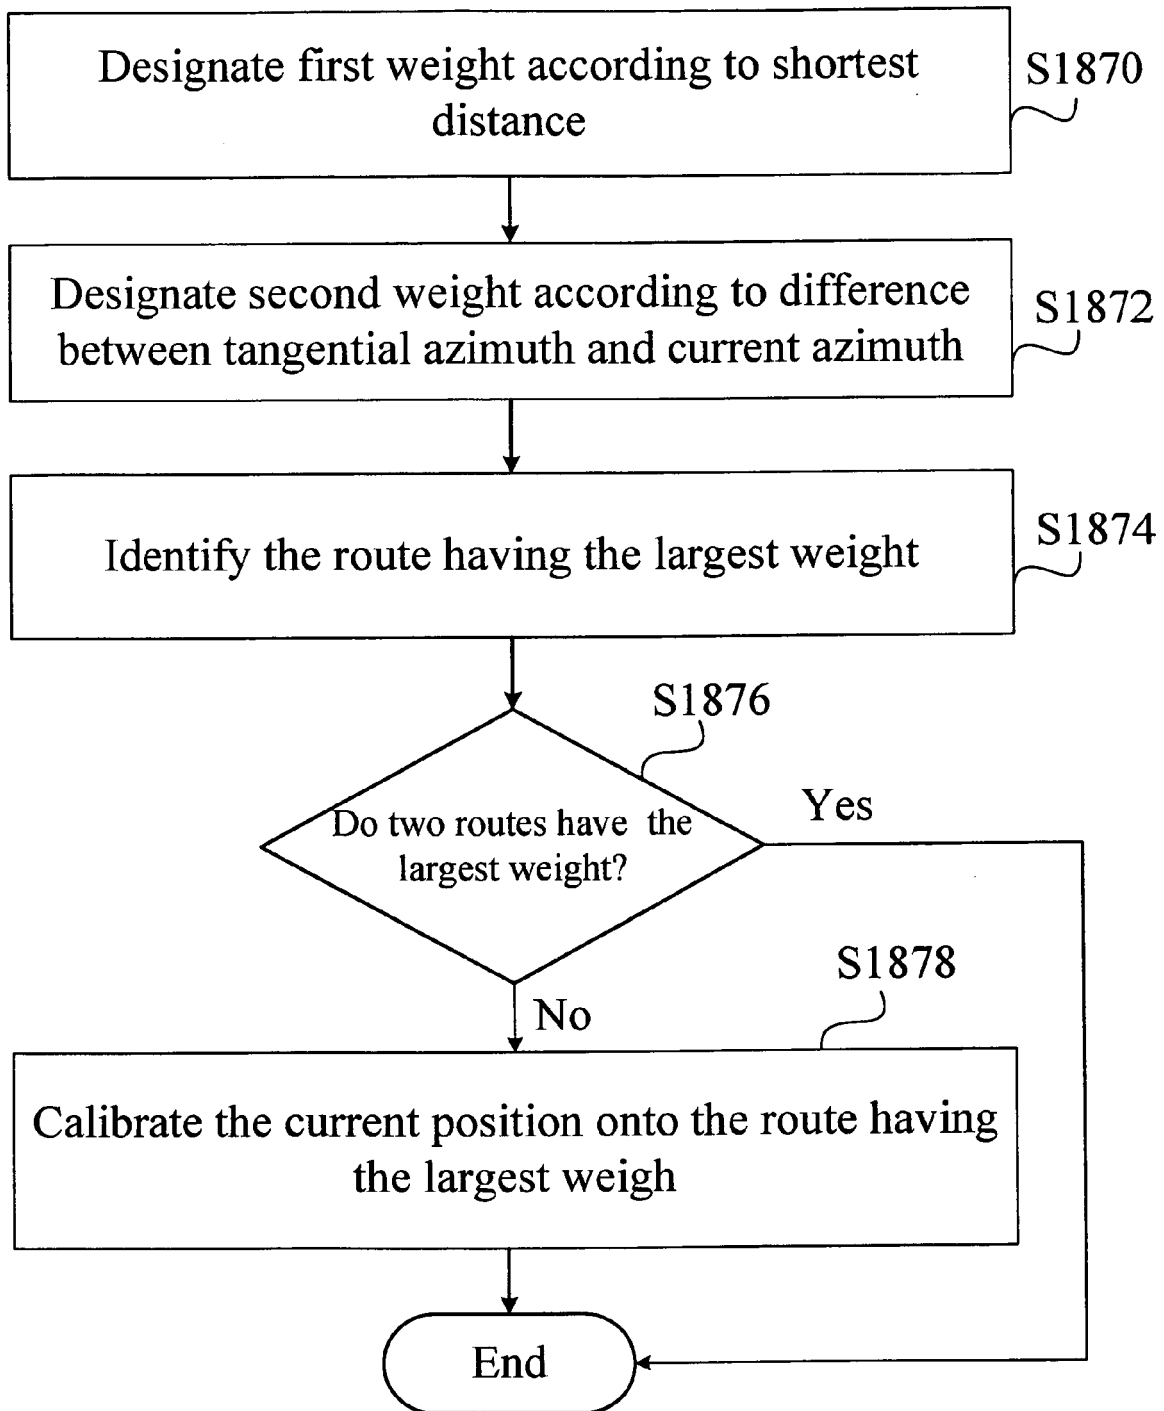 Designate first weight according to shortest
distance
S1870
Designate second weight according to difference
between tangential azimuth and current azimuth
S1872
Identify the route having the largest weight
S1874
S1876
Do two routes have the
largest weight?
Yes
No
S1878
Calibrate the current position onto the route having
the largest weigh
End